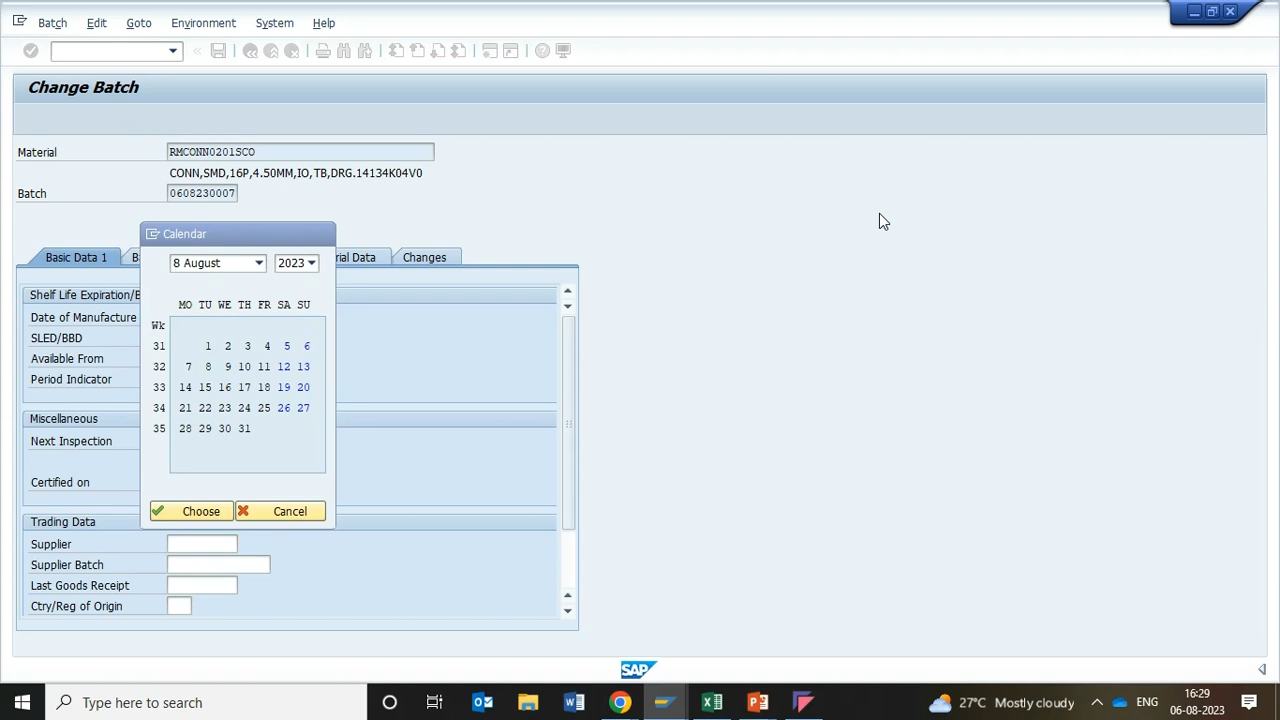 Batch Edit Goto Environment System Help
Change Batch
Material RMCONN0201SCO
CONN,SMD,16P,4.50MM,IO,TB,DRG.14134K04V0
Batch 0608230007
Calendar
Basic Data 1 B rial Data Changes
8 August 2023
Shelf Life Expiration/B
MO TU WE TH FR SA SU
Date of Manufacture
Wk
SLED/BBD
31 1 2 3 4 5 6
Available From
32 7 8 9 10 11 12 13
Period Indicator
33 14 15 16 17 18 19 20
34 21 22 23 24 25 26 27
Miscellaneous
35 28 29 30 31
Next Inspection
Certified on
Choose Cancel
Trading Data
Supplier
Supplier Batch
Last Goods Receipt
Ctry/Reg of Origin
SAP
Type here to search
27°C Mostly cloudy ENG
16:29
06-08-2023